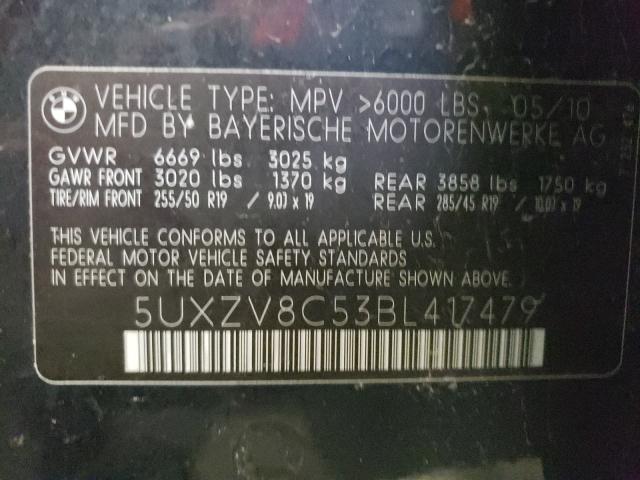 BMW
VEHICLE TYPE: MPV >6000 LBS 05/10
MFD BY BAYERISCHE MOTORENWERKE AG
GVWR 6669 lbs 3025 kg
GAWR FRONT 3020 lbs 1370 kg REAR 3858 lbs 1750 kg
TIRE/RIM FRONT 255/50 R19 / 9.0J x 19 REAR 285/45 R19 / 10.0J x 19
THIS VEHICLE CONFORMS TO ALL APPLICABLE U.S.
FEDERAL MOTOR VEHICLE SAFETY STANDARDS
IN EFFECT ON THE DATE OF MANUFACTURE SHOWN ABOVE.
5UXZV8C53BL417479